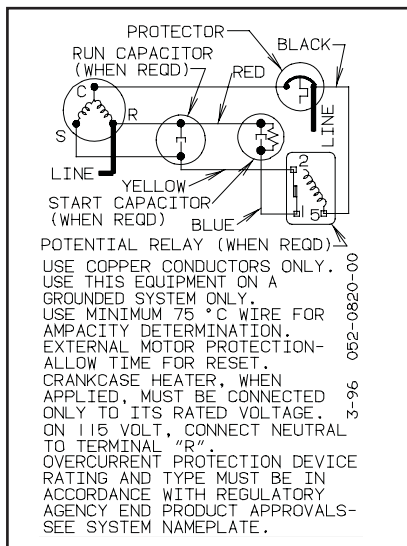 PROTECTOR
RUN CAPACITOR
(WHEN REQD)
BLACK
RED
C
S
R
LINE
LINE
YELLOW
START CAPACITOR
(WHEN REQD)
BLUE
2
1
5
POTENTIAL RELAY (WHEN REQD)
USE COPPER CONDUCTORS ONLY.
USE THIS EQUIPMENT ON A
GROUNDED SYSTEM ONLY.
USE MINIMUM 75 °C WIRE FOR
AMPACITY DETERMINATION.
EXTERNAL MOTOR PROTECTION-
ALLOW TIME FOR RESET.
CRANKCASE HEATER, WHEN
APPLIED, MUST BE CONNECTED
ONLY TO ITS RATED VOLTAGE.
ON 115 VOLT, CONNECT NEUTRAL
TO TERMINAL "R".
OVERCURRENT PROTECTION DEVICE
RATING AND TYPE MUST BE IN
ACCORDANCE WITH REGULATORY
AGENCY END PRODUCT APPROVALS-
SEE SYSTEM NAMEPLATE.
3-96 052-0820-00